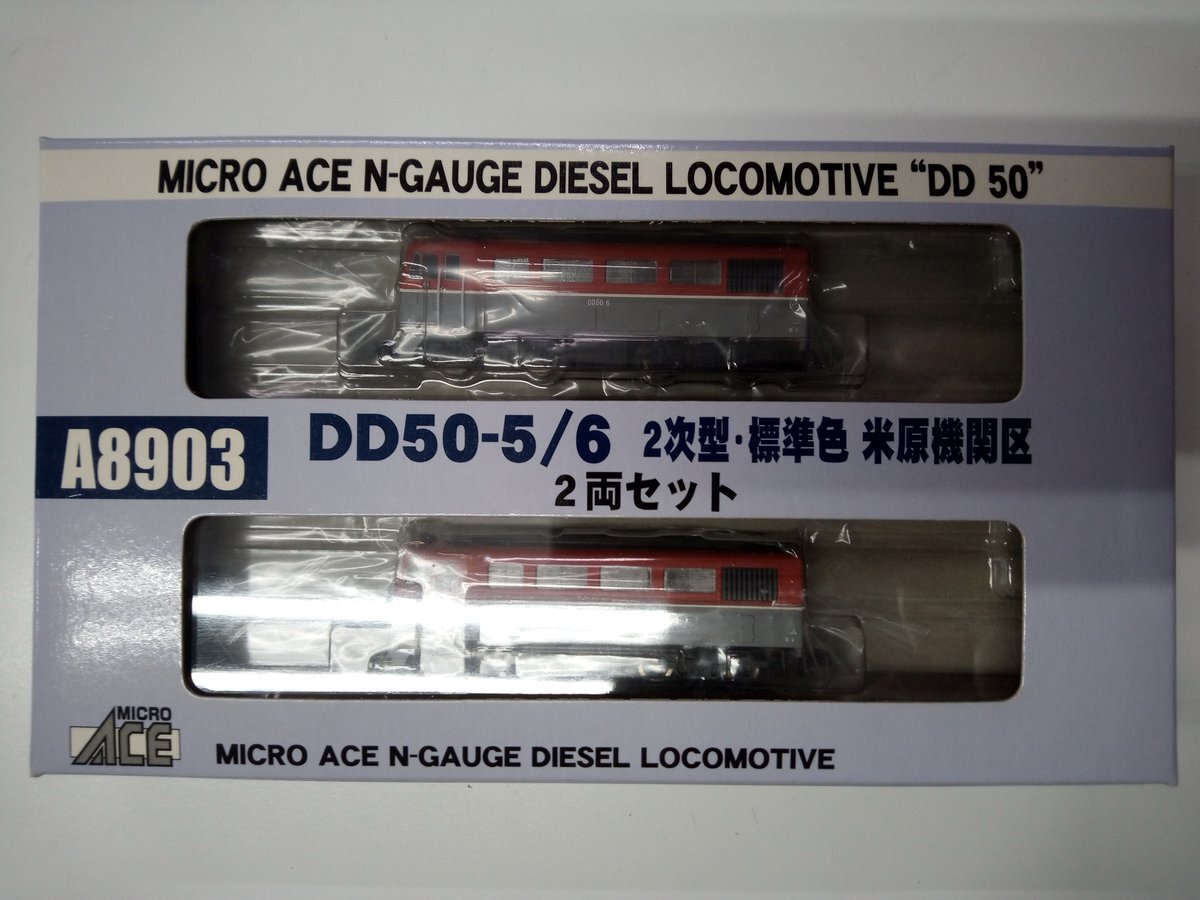 MICRO ACE N-GAUGE DIESEL LOCOMOTIVE “DD 50”
DD50 6
A8903
DD50-5/6 2次型・標準色 米原機関区
2両セット
MICRO
ACE
MICRO ACE N-GAUGE DIESEL LOCOMOTIVE